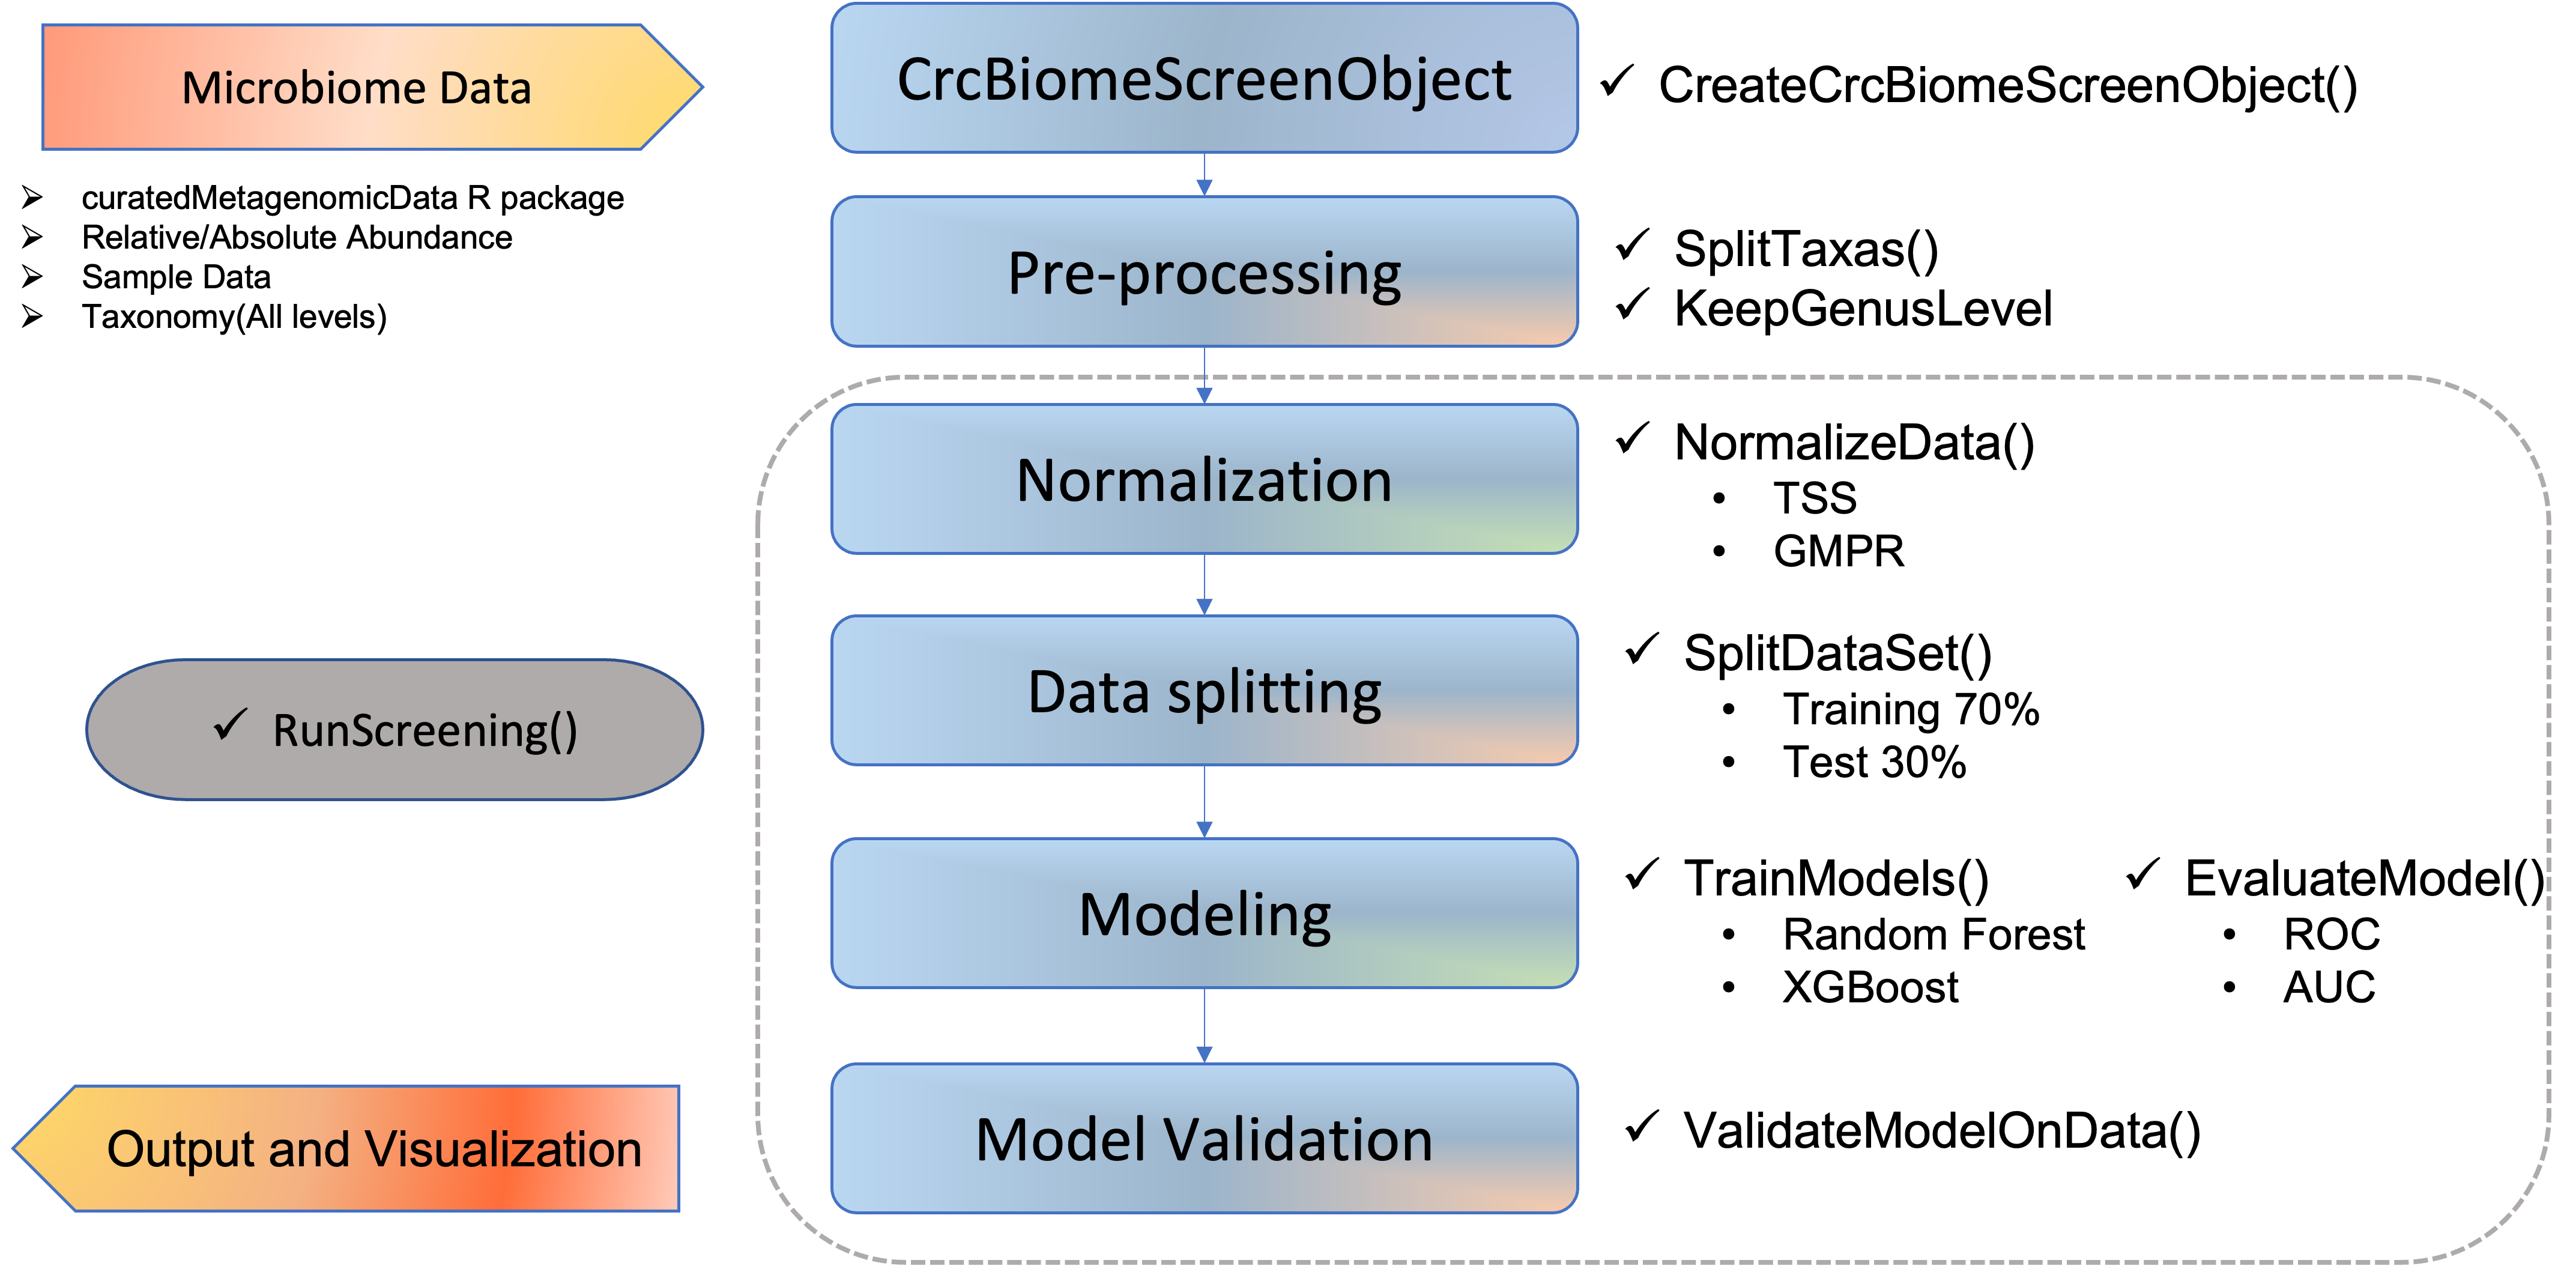 Microbiome Data
curatedMetagenomicData R package
Relative/Absolute Abundance
Sample Data
Taxonomy(All levels)
CrcBiomeScreenObject
CreateCrcBiomeScreenObject()
Pre-processing
SplitTaxas()
KeepGenusLevel
Normalization
NormalizeData()
TSS
GMPR
RunScreening()
Data splitting
SplitDataSet()
Training 70%
Test 30%
Modeling
TrainModels()
Random Forest
XGBoost
EvaluateModel()
ROC
AUC
Model Validation
ValidateModelOnData()
Output and Visualization